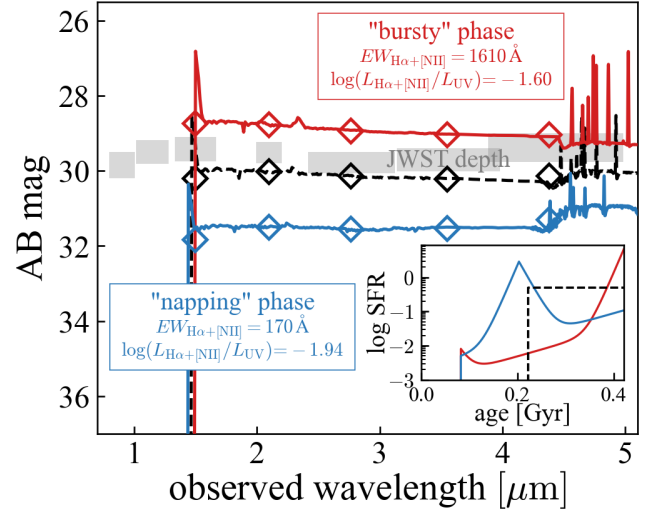 26
28
30
32
34
36
AB mag
"bursty" phase
EW_{Hα+[NII]} = 1610 Å
log(L_{Hα+[NII]}/L_{UV}) = −1.60
JWST depth
"napping" phase
EW_{Hα+[NII]} = 170 Å
log(L_{Hα+[NII]}/L_{UV}) = −1.94
log SFR
0
−1
−2
−3
0.0
0.2
0.4
age [Gyr]
1
2
3
4
5
observed wavelength [μm]